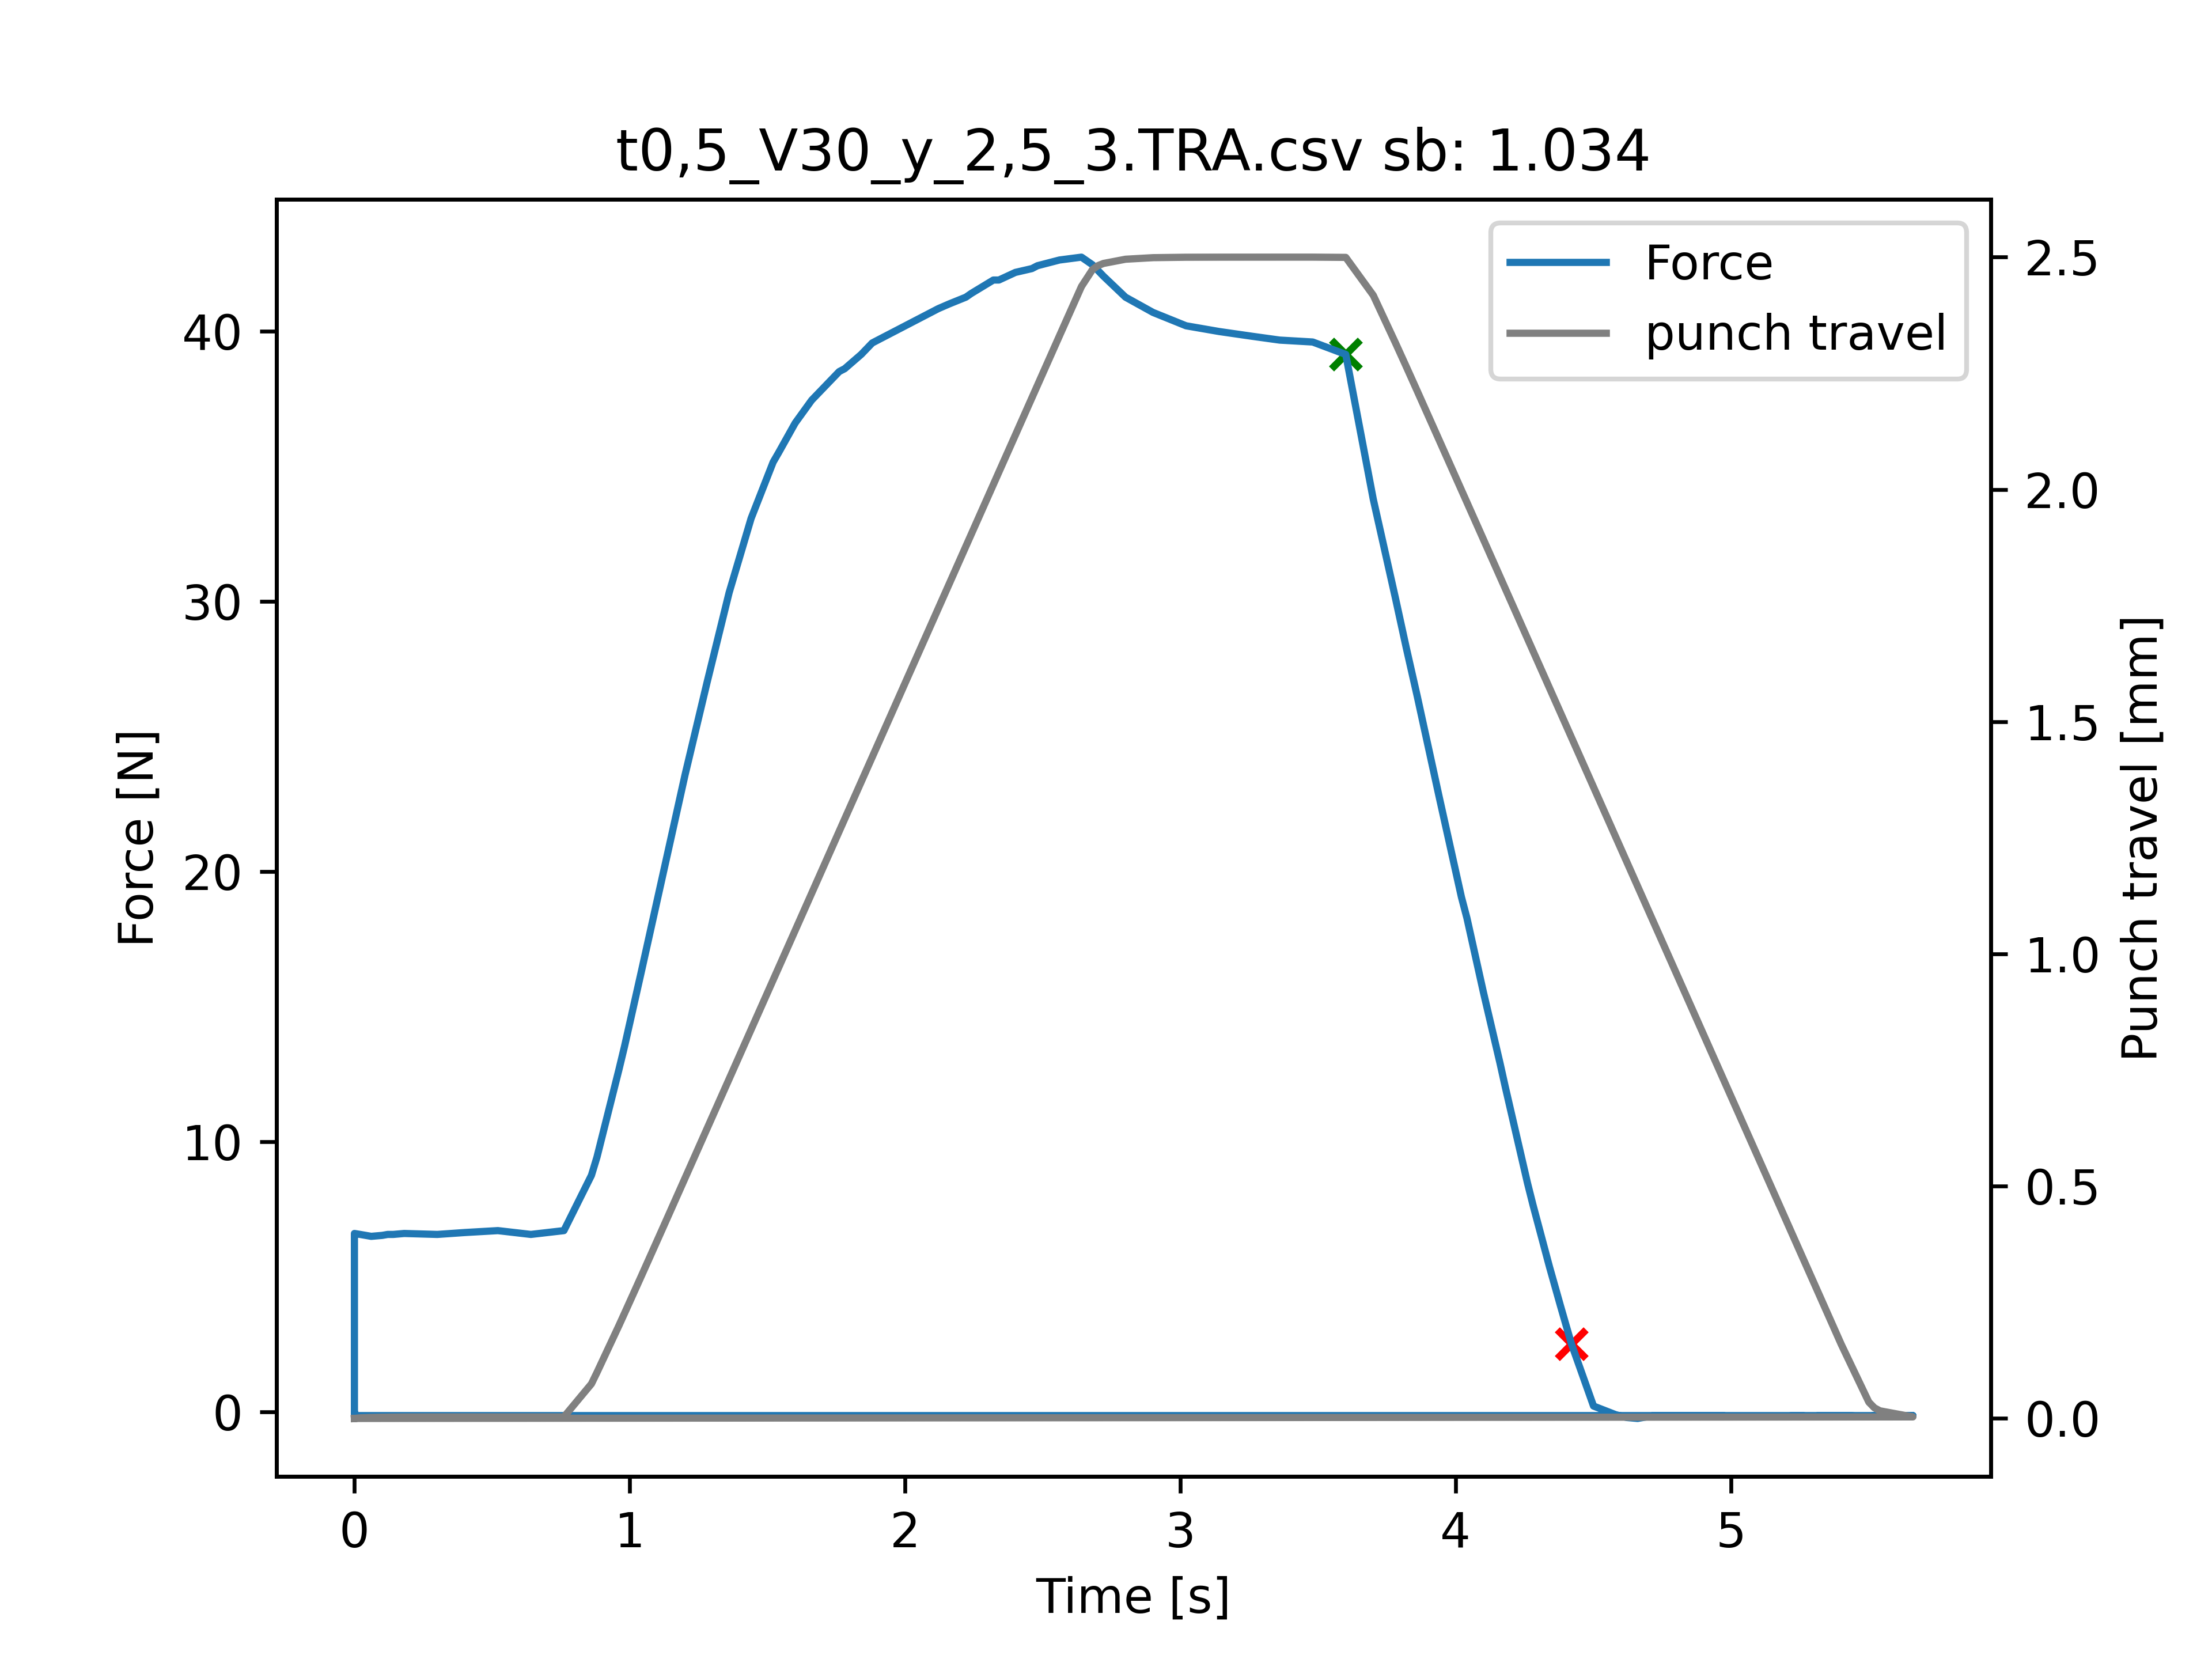 t0,5_V30_y_2,5_3.TRA.csv sb: 1.034
Force
punch travel
Force [N]
40
30
20
10
0
2.5
2.0
1.5
1.0
0.5
0.0
Punch travel [mm]
0 1 2 3 4 5
Time [s]